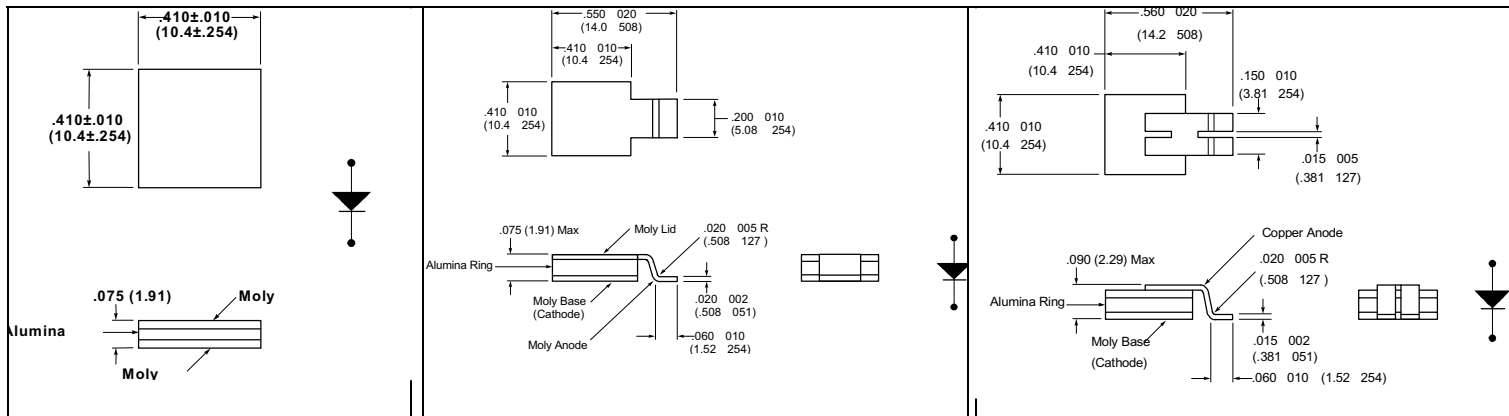 .410±.010
(10.4±.254)
.410±.010
(10.4±.254)
.075 (1.91)
Moly
Alumina
Moly
.550 020
(14.0 508)
.410 010
(10.4 254)
.410 010
(10.4 254)
.200 010
(5.08 254)
.075 (1.91) Max
Moly Lid
.020 005 R
(.508 127 )
Alumina Ring
Moly Base
(Cathode)
.020 002
(.508 051)
Moly Anode
.060 010
(1.52 254)
.560 020
(14.2 508)
.410 010
(10.4 254)
.150 010
(3.81 254)
.410 010
(10.4 254)
.015 005
(.381 127)
Copper Anode
.090 (2.29) Max
.020 005 R
(.508 127 )
Alumina Ring
Moly Base
(Cathode)
.015 002
(.381 051)
.060 010 (1.52 254)